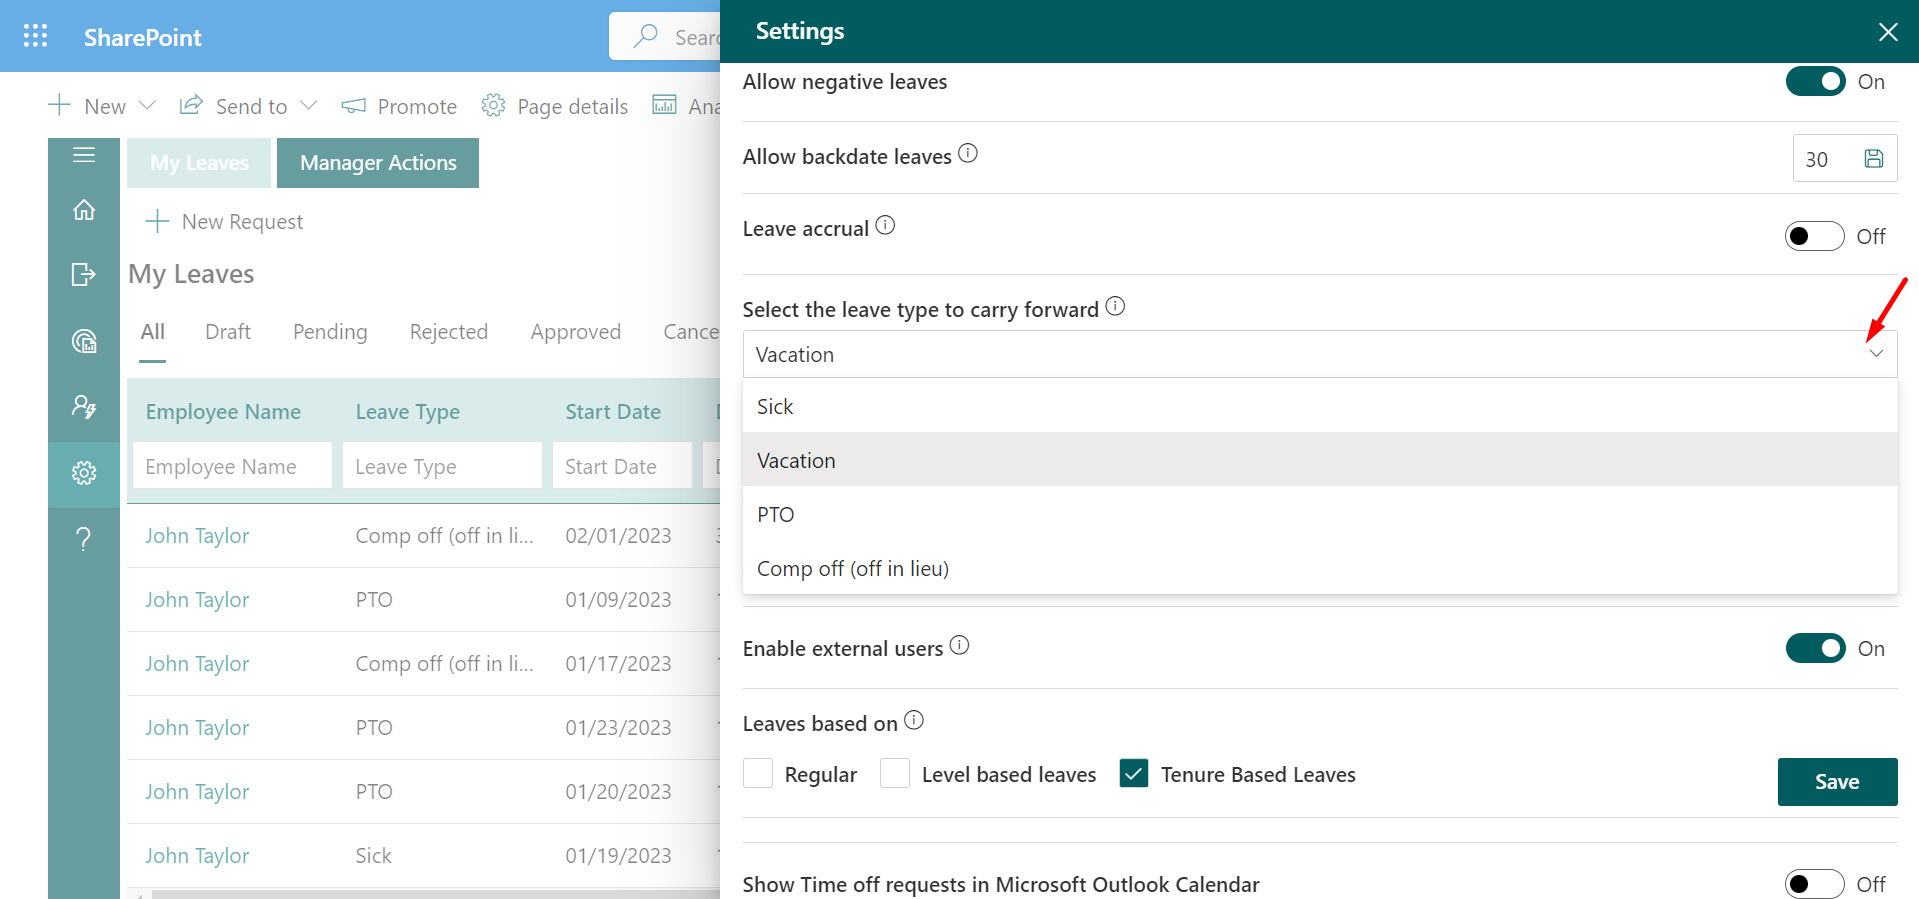 SharePoint
Settings
Allow negative leaves
On
New
Send to
Promote
Page details
Allow backdate leaves
30
My Leaves
Manager Actions
Leave accrual
Off
New Request
My Leaves
Select the leave type to carry forward
All
Draft
Pending
Rejected
Approved
Vacation
Employee Name
Leave Type
Start Date
Sick
Employee Name
Leave Type
Start Date
Vacation
PTO
John Taylor
Comp off (off in li...
02/01/2023
Comp off (off in lieu)
John Taylor
PTO
01/09/2023
John Taylor
Comp off (off in li...
01/17/2023
Enable external users
On
John Taylor
PTO
01/23/2023
Leaves based on
Regular
Level based leaves
Tenure Based Leaves
Save
John Taylor
PTO
01/20/2023
John Taylor
Sick
01/19/2023
Show Time off requests in Microsoft Outlook Calendar
Off